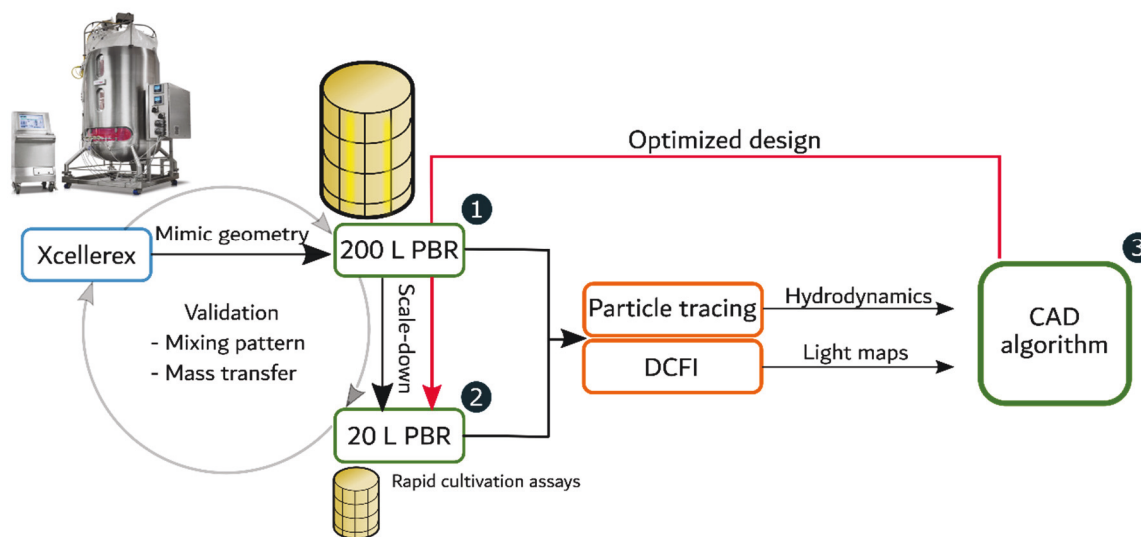 Optimized design
1
Xcellerex
Mimic geometry
200 L PBR
3
Validation
- Mixing pattern
- Mass transfer
Scale-down
Particle tracing
Hydrodynamics
DCFI
Light maps
CAD
algorithm
2
20 L PBR
Rapid cultivation assays